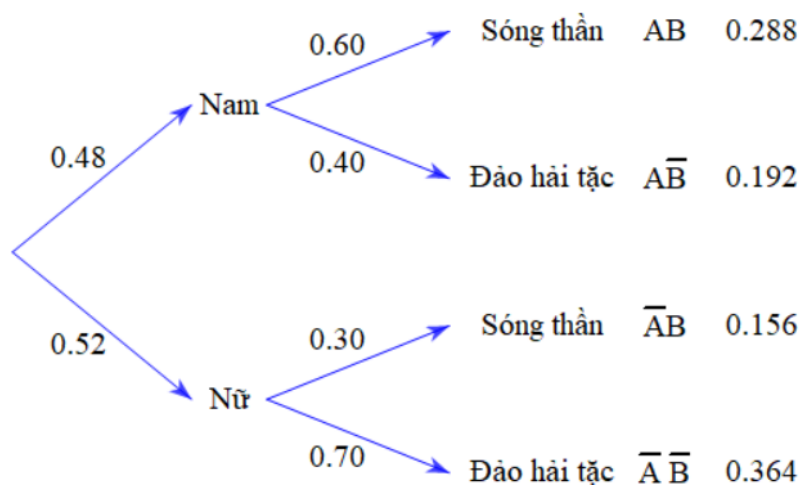 0.60 Sóng thần AB 0.288
Nam
0.48
0.40 Đảo hải tặc AB̅ 0.192
0.52
0.30 Sóng thần A̅B 0.156
Nữ
0.70 Đảo hải tặc A̅ B̅ 0.364